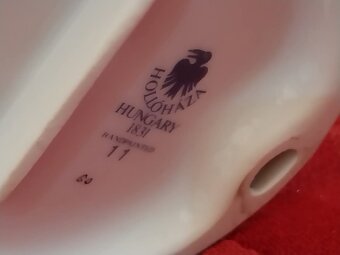 HOLLÓHÁZA
HUNGARY
1831
HANDPAINTED
11